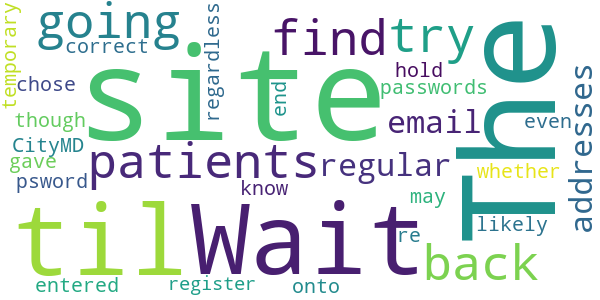 temporary
going
correct
regardless
find
try
The
chose
site
end
hold
passwords
addresses
though
CityMD
email
even
gave
patients
regular
whether
psword
know
may
til
Wait
re
likely
back
entered
register
onto